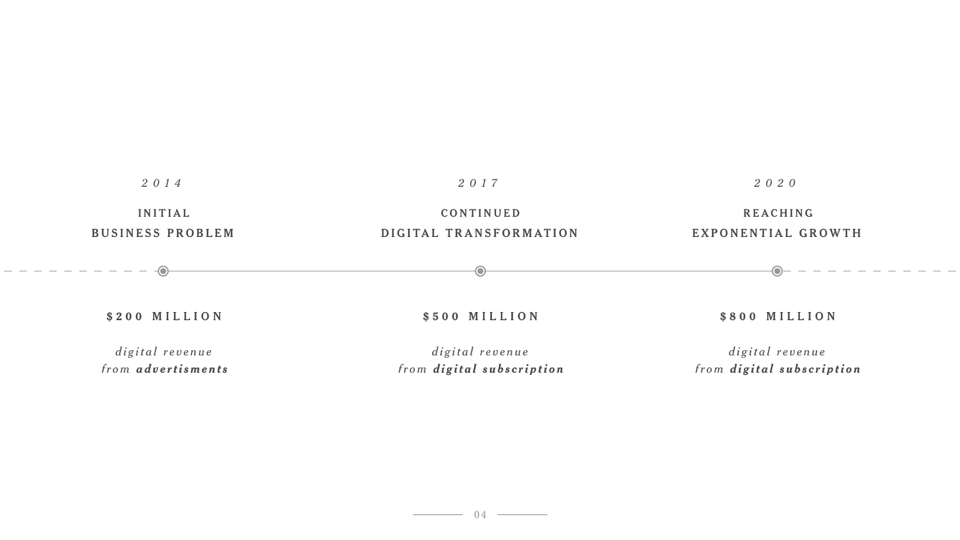 2014
INITIAL
BUSINESS PROBLEM
$200 MILLION
digital revenue
from advertisments
2017
CONTINUED
DIGITAL TRANSFORMATION
$500 MILLION
digital revenue
from digital subscription
2020
REACHING
EXPONENTIAL GROWTH
$800 MILLION
digital revenue
from digital subscription
04